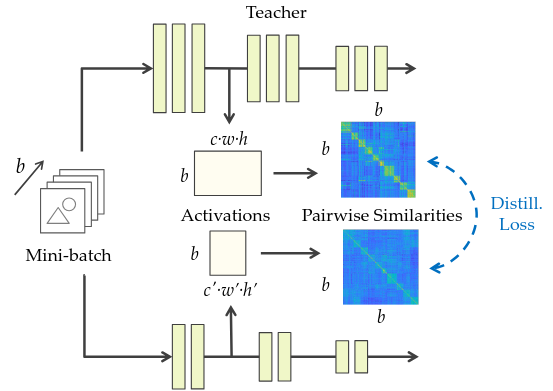 Teacher
b
c·w·h
b
b
b
Activations
Pairwise Similarities
Distill.
Loss
Mini-batch
b
c′·w′·h′
b
b